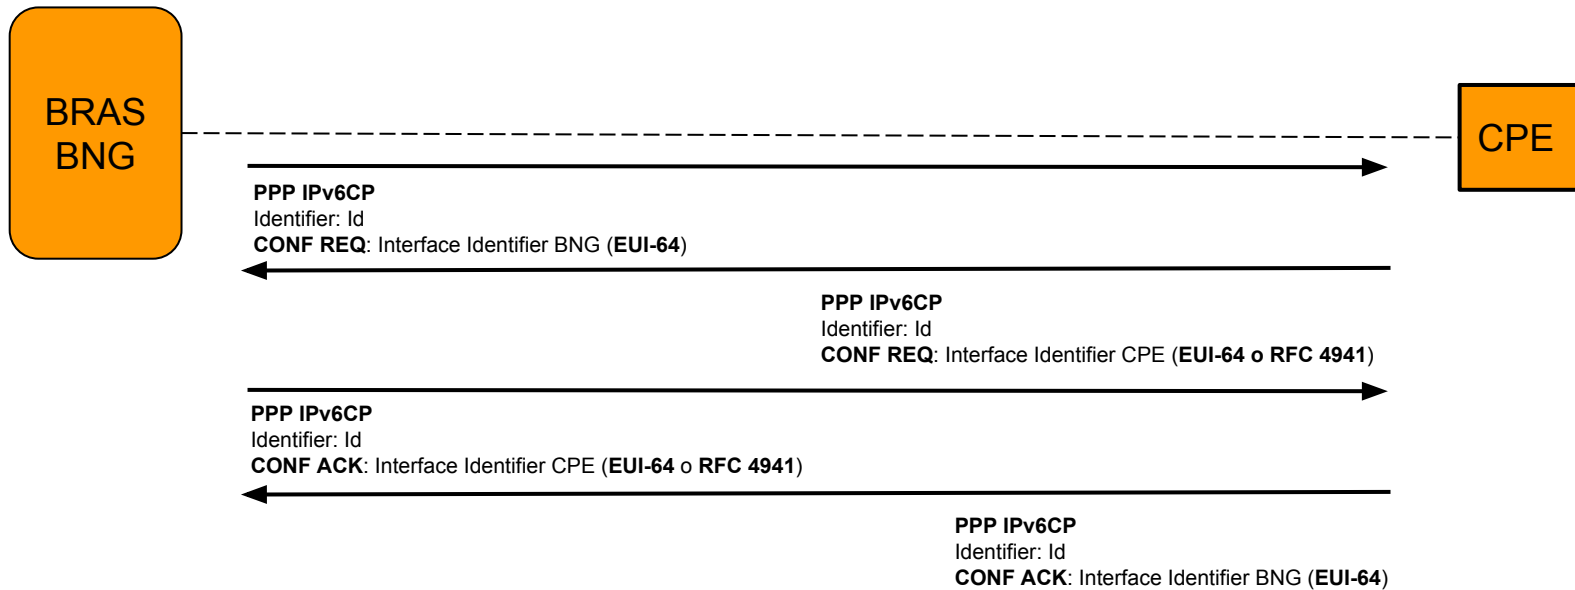 BRAS
BNG
CPE
PPP IPv6CP
Identifier: Id
CONF REQ: Interface Identifier BNG (EUI-64)
PPP IPv6CP
Identifier: Id
CONF REQ: Interface Identifier CPE (EUI-64 o RFC 4941)
PPP IPv6CP
Identifier: Id
CONF ACK: Interface Identifier CPE (EUI-64 o RFC 4941)
PPP IPv6CP
Identifier: Id
CONF ACK: Interface Identifier BNG (EUI-64)